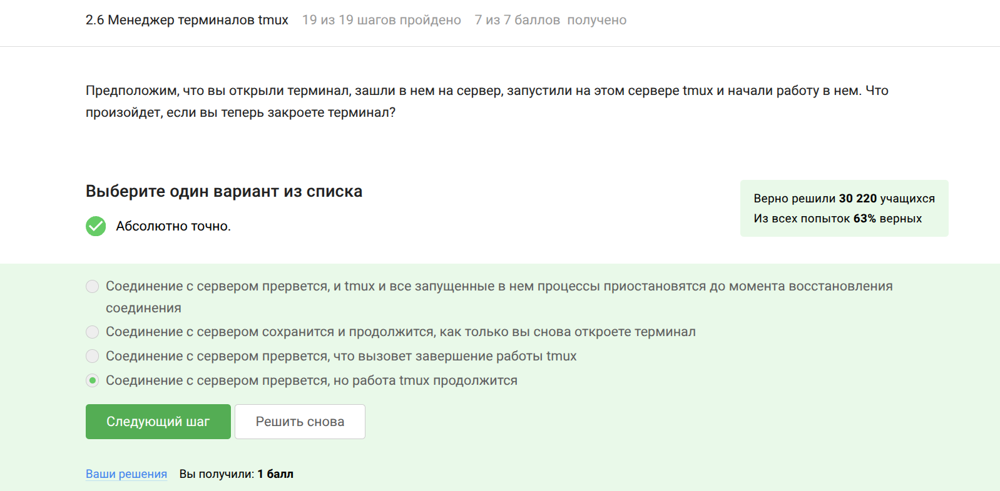 2.6 Менеджер терминалов tmux 19 из 19 шагов пройдено 7 из 7 баллов получено
Предположим, что вы открыли терминал, зашли в нем на сервер, запустили на этом сервере tmux и начали работу в нем. Что
произойдет, если вы теперь закроете терминал?
Выберите один вариант из списка
Верно решили 30 220 учащихся
Из всех попыток 63% верных
Абсолютно точно.
Соединение с сервером прервется, и tmux и все запущенные в нем процессы приостановятся до момента восстановления
соединения
Соединение с сервером сохранится и продолжится, как только вы снова откроете терминал
Соединение с сервером прервется, что вызовет завершение работы tmux
Соединение с сервером прервется, но работа tmux продолжится
Следующий шаг Решить снова
Ваши решения Вы получили: 1 балл